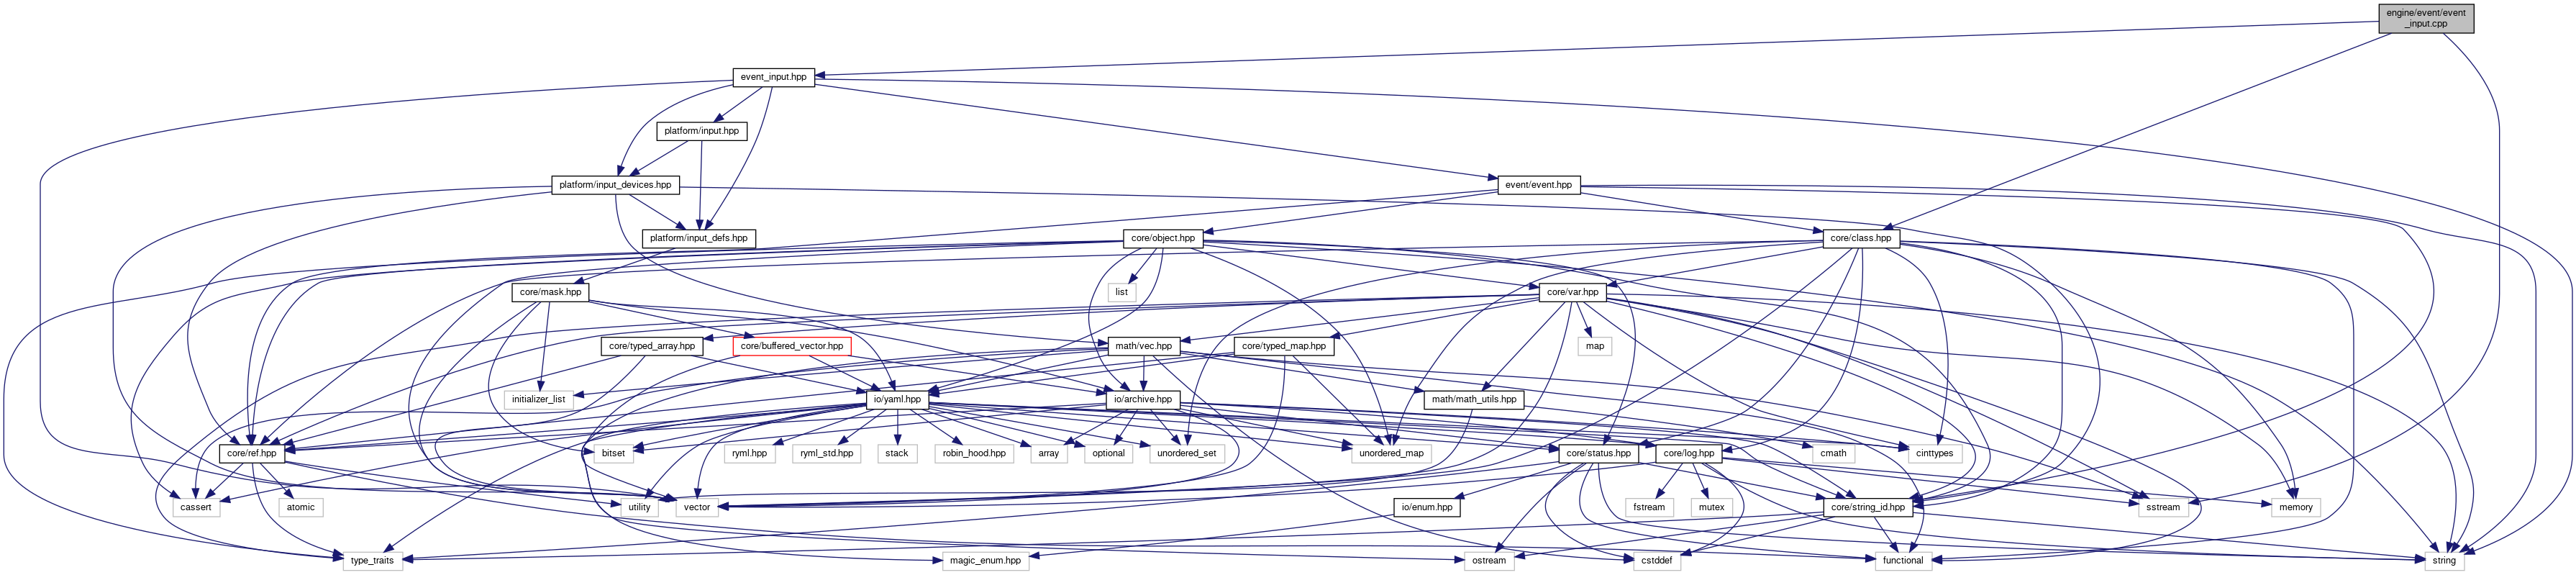 engine/event/event
_input.cpp
event_input.hpp
platform/input.hpp
platform/input_devices.hpp
event/event.hpp
platform/input_defs.hpp
core/object.hpp
core/class.hpp
core/mask.hpp
list
core/var.hpp
core/typed_array.hpp
core/buffered_vector.hpp
math/vec.hpp
core/typed_map.hpp
map
initializer_list
io/yaml.hpp
io/archive.hpp
math/math_utils.hpp
core/ref.hpp
bitset
ryml.hpp
ryml_std.hpp
stack
robin_hood.hpp
array
optional
unordered_set
core/status.hpp
unordered_map
core/log.hpp
cmath
cinttypes
cassert
atomic
utility
vector
io/enum.hpp
fstream
mutex
core/string_id.hpp
sstream
memory
type_traits
magic_enum.hpp
ostream
cstddef
functional
string